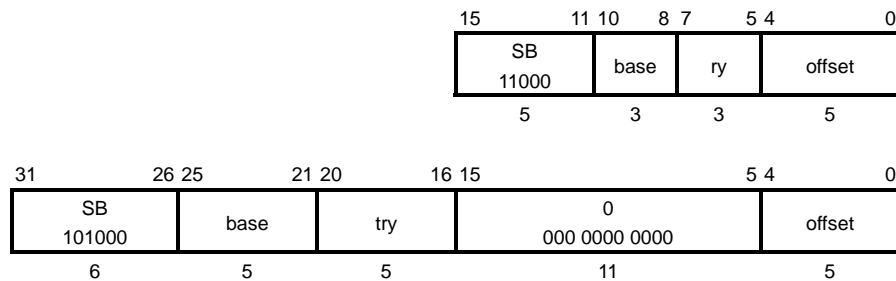 15 11 10 8 7 5 4 0
SB
11000 base ry offset
5 3 3 5
31 26 25 21 20 16 15 5 4 0
SB
101000 base try 0
000 0000 0000 offset
6 5 5 11 5